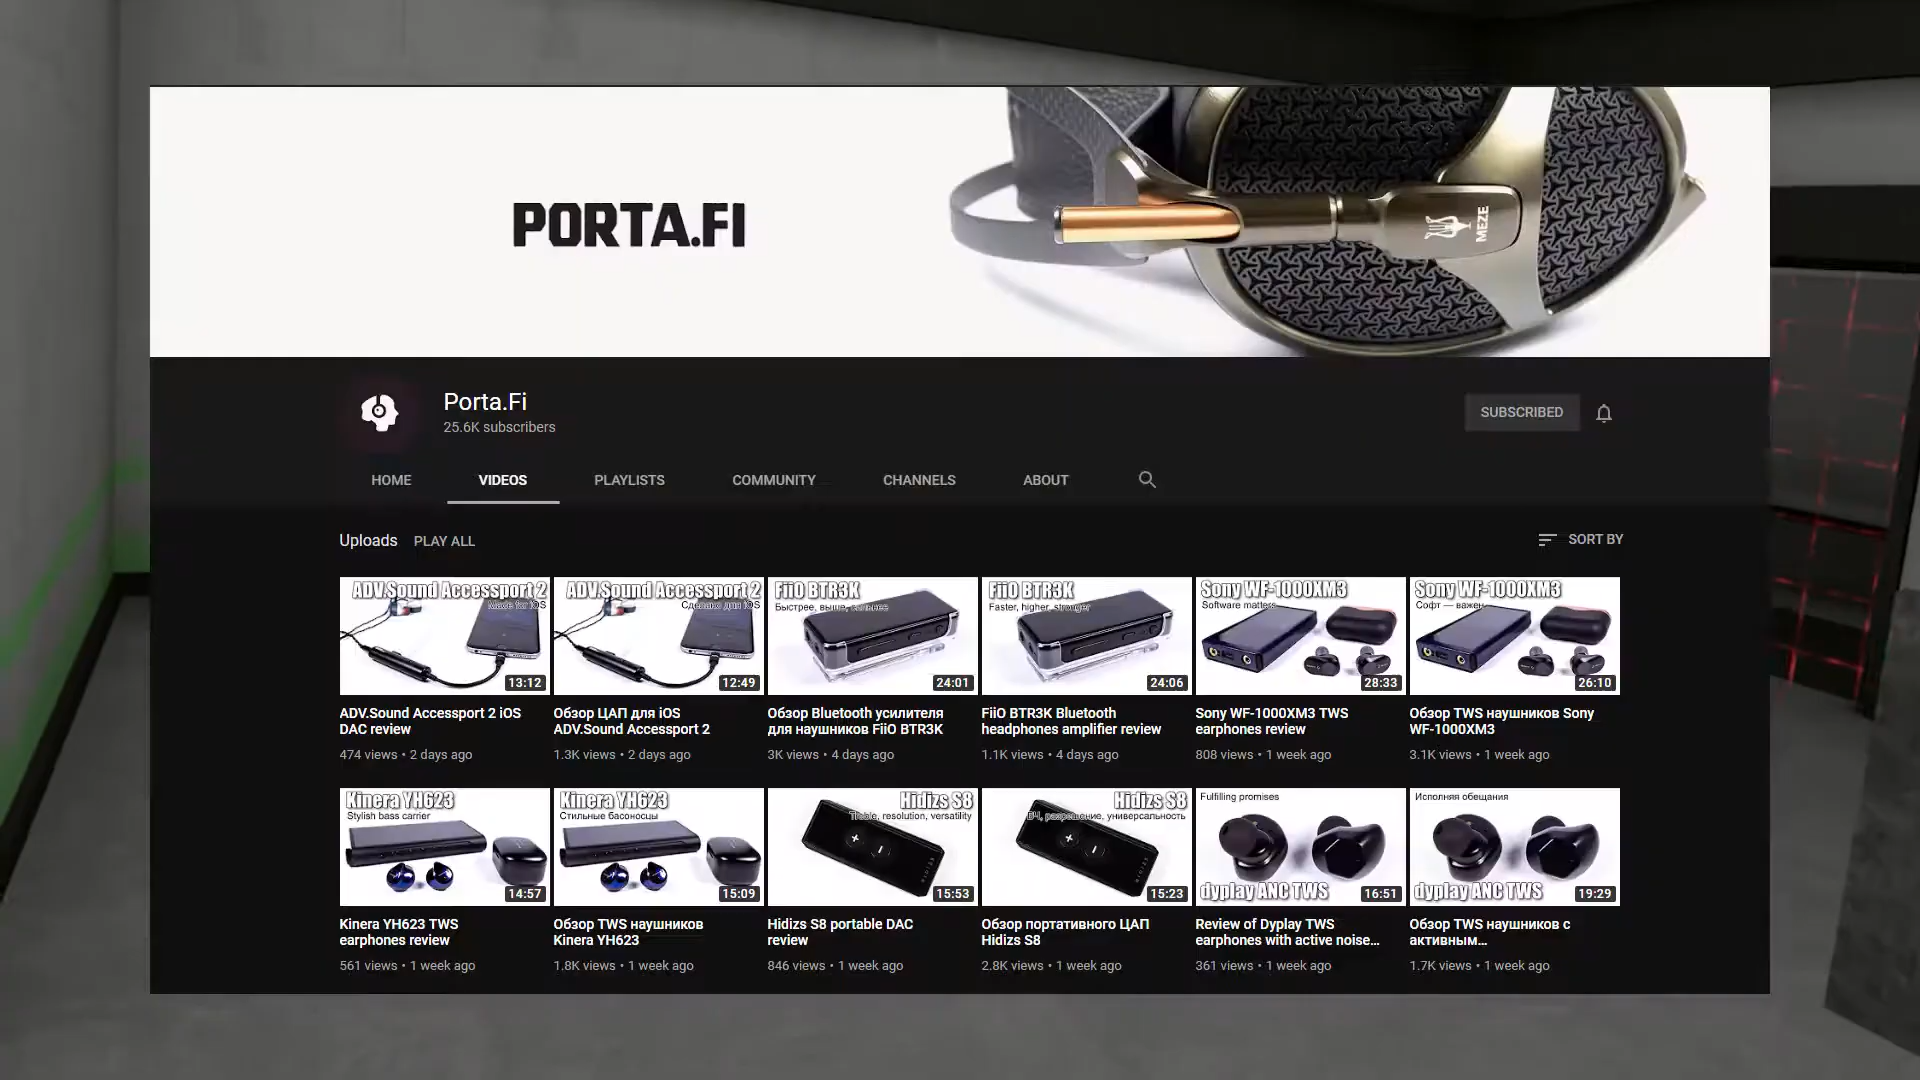 PORTA.FI
MEZE
Porta.Fi
25.6K subscribers
SUBSCRIBED
HOME
VIDEOS
PLAYLISTS
COMMUNITY
CHANNELS
ABOUT
Uploads
PLAY ALL
SORT BY
ADV.Sound Accessport 2
Made for iOS
13:12
ADV.Sound Accessport 2 iOS
DAC review
474 views • 2 days ago
ADV.Sound Accessport 2
Сделано для iOS
12:49
Обзор ЦАП для iOS
ADV.Sound Accessport 2
1.3K views • 2 days ago
FiiO BTR3K
Быстрее, выше, сильнее
24:01
Обзор Bluetooth усилителя
для наушников FiiO BTR3K
3K views • 4 days ago
FiiO BTR3K
Faster, higher, stronger
24:06
FiiO BTR3K Bluetooth
headphones amplifier review
1.1K views • 4 days ago
Sony WF-1000XM3
Software matters
28:33
Sony WF-1000XM3 TWS
earphones review
808 views • 1 week ago
Sony WF-1000XM3
Софт — важен
26:10
Обзор TWS наушников Sony
WF-1000XM3
3.1K views • 1 week ago
Kinera YH623
Stylish bass carrier
14:57
Kinera YH623 TWS
earphones review
561 views • 1 week ago
Kinera YH623
Стильные басоносцы
15:09
Обзор TWS наушников
Kinera YH623
1.8K views • 1 week ago
Hidizs S8
Treble, resolution, versatility
HIDIZS
15:53
Hidizs S8 portable DAC
review
846 views • 1 week ago
Hidizs S8
ВЧ, разрешение, универсальность
HIDIZS
15:23
Обзор портативного ЦАП
Hidizs S8
2.8K views • 1 week ago
Fulfilling promises
dyplay ANC TWS
16:51
Review of Dyplay TWS
earphones with active noise...
361 views • 1 week ago
Исполняя обещания
dyplay ANC TWS
19:29
Обзор TWS наушников с
активным...
1.7K views • 1 week ago